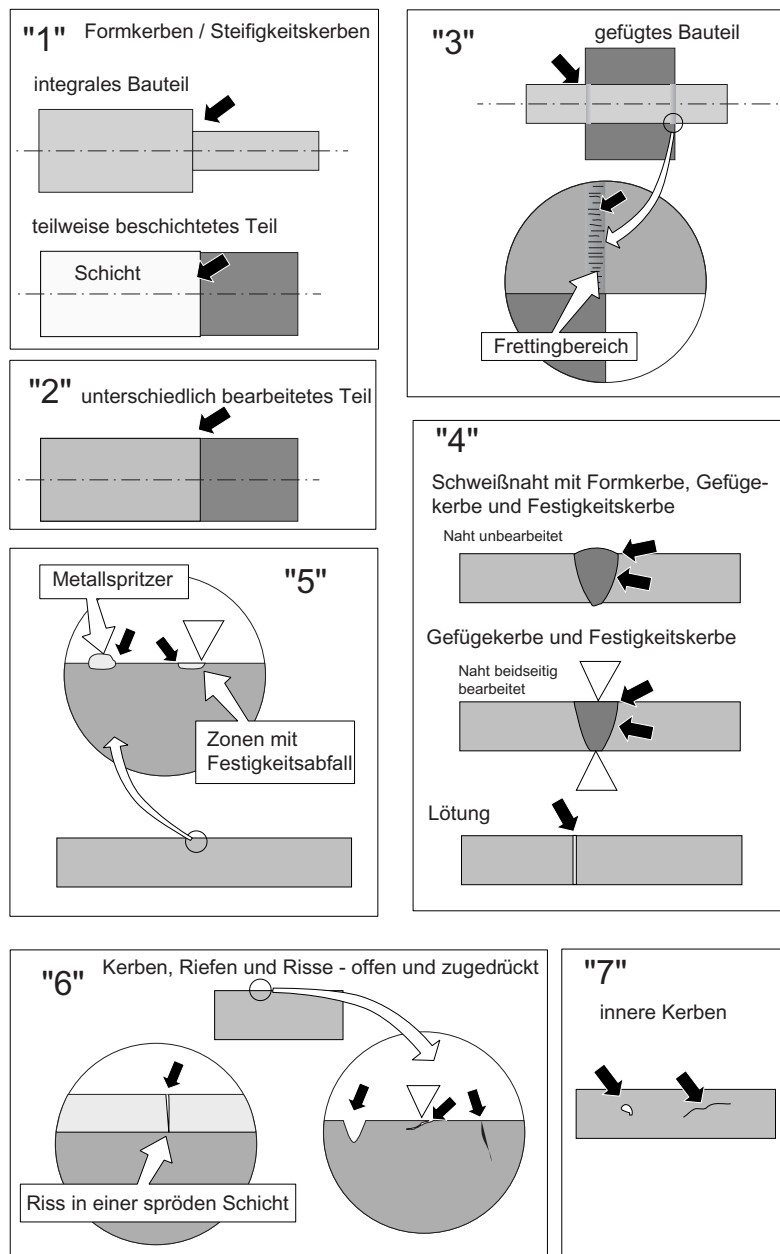 "1" Formkerben / Steifigkeitskerben
integrales Bauteil
teilweise beschichtetes Teil
Schicht
"2" unterschiedlich bearbeitetes Teil
"3" gefügtes Bauteil
Frettingbereich
"4"
Schweißnaht mit Formkerbe, Gefüge-
kerbe und Festigkeitskerbe
Naht unbearbeitet
Gefügekerbe und Festigkeitskerbe
Naht beidseitig
bearbeitet
Lötung
"5"
Metallspritzer
Zonen mit
Festigkeitsabfall
"6" Kerben, Riefen und Risse - offen und zugedrückt
Riss in einer spröden Schicht
"7"
innere Kerben